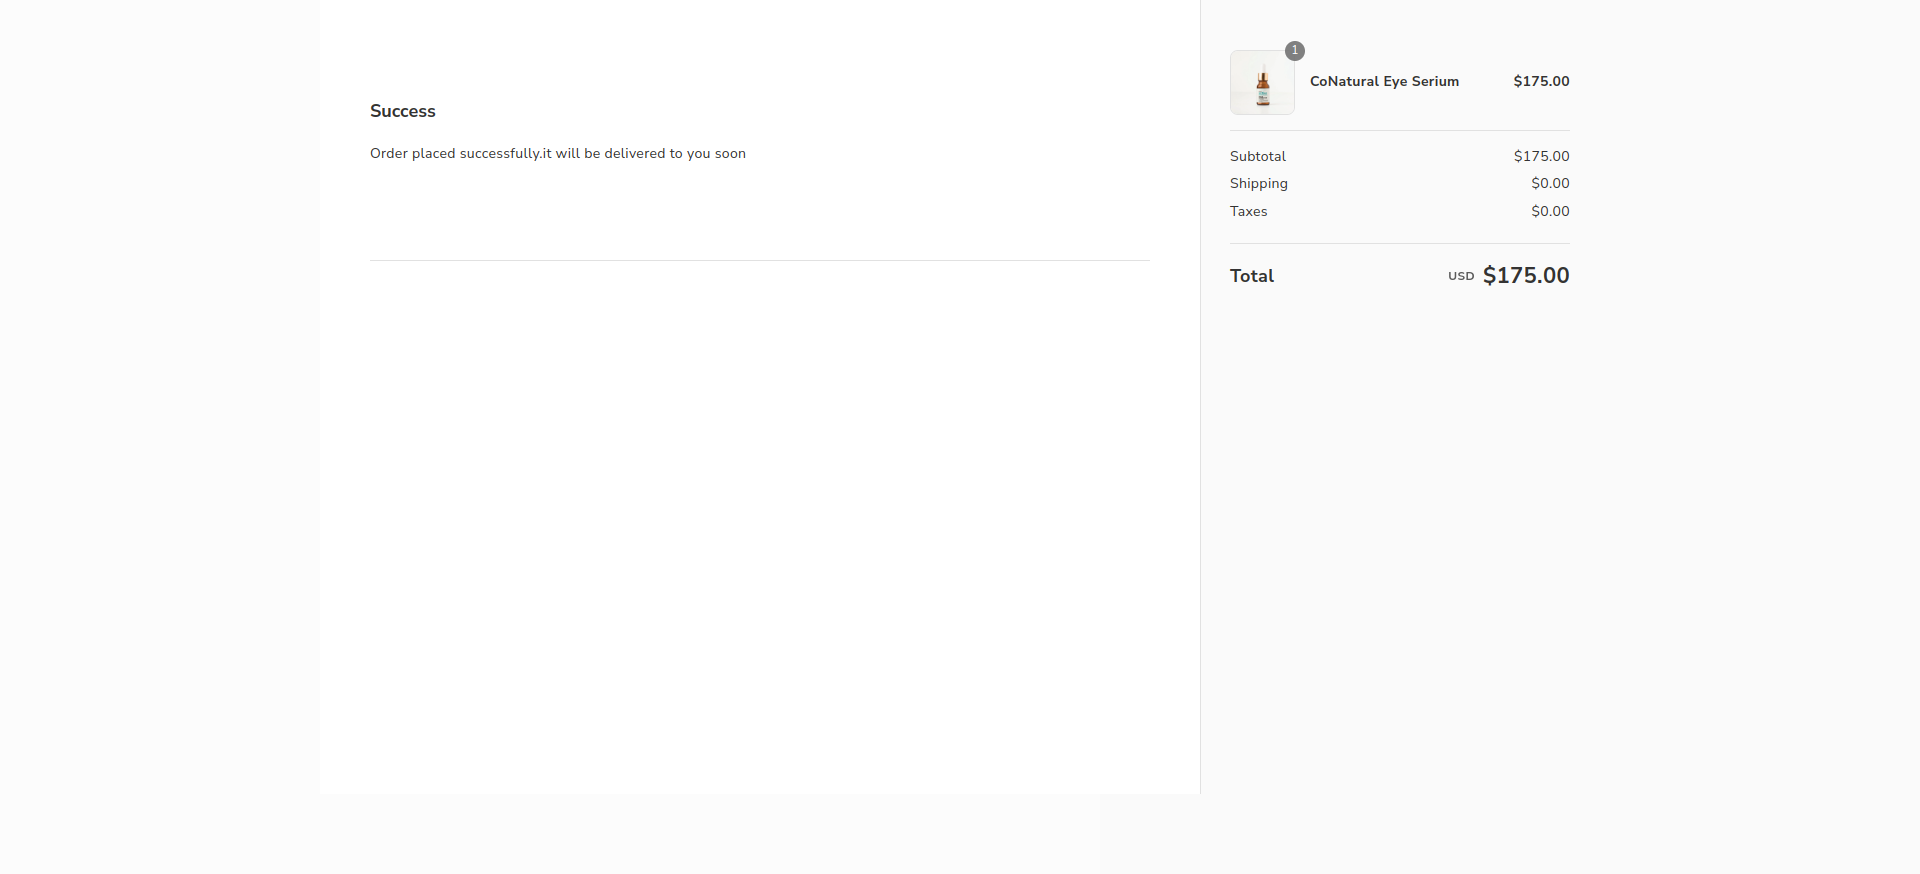 Success
Order placed successfully.it will be delivered to you soon
1
CoNatural Eye Serium $175.00
Subtotal $175.00
Shipping $0.00
Taxes $0.00
Total USD $175.00